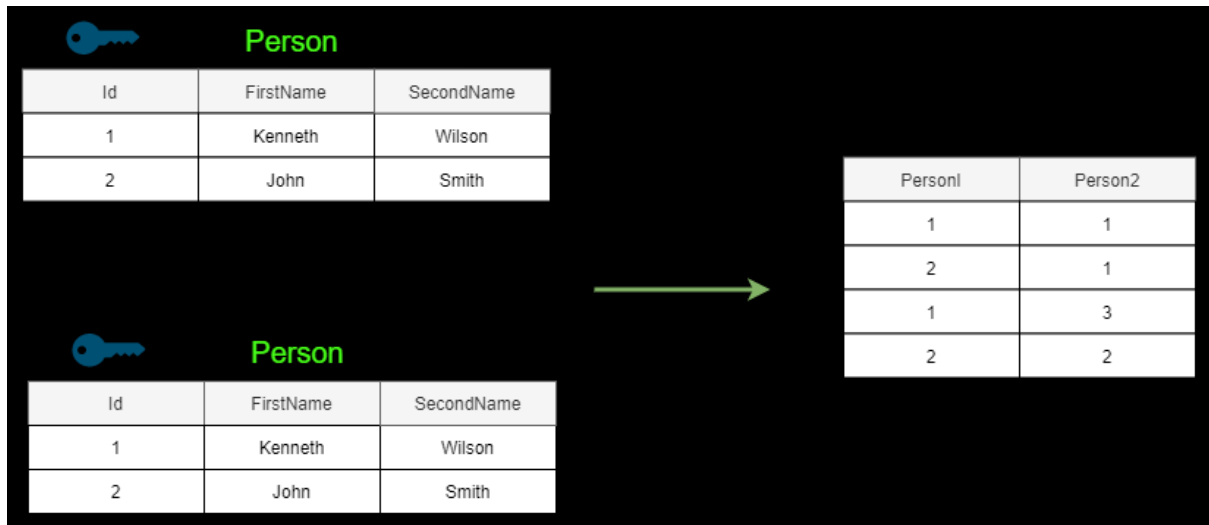 Person
Id FirstName SecondName
1 Kenneth Wilson
2 John Smith
PersonI Person2
1 1
2 1
1 3
2 2
Person
Id FirstName SecondName
1 Kenneth Wilson
2 John Smith